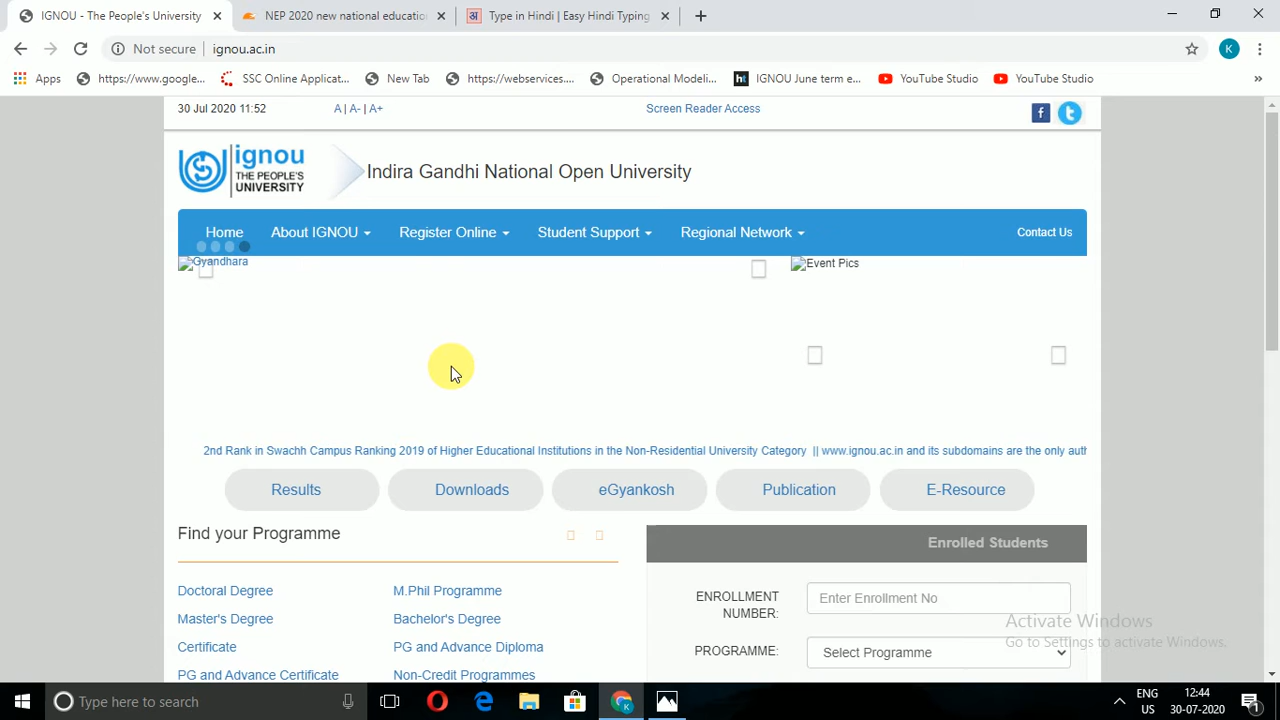 IGNOU - The People's University
NEP 2020 new national educatio
अ Type in Hindi | Easy Hindi Typing
Not secure ignou.ac.in
K
Apps https://www.google... SSC Online Applicat... New Tab https://webservices.... Operational Modeli... ht IGNOU June term e... YouTube Studio YouTube Studio »
30 Jul 2020 11:52 A | A- | A+ Screen Reader Access f t
ignou
THE PEOPLE'S
UNIVERSITY
Indira Gandhi National Open University
Home About IGNOU Register Online Student Support Regional Network Contact Us
Gyandhara Event Pics
2nd Rank in Swachh Campus Ranking 2019 of Higher Educational Institutions in the Non-Residential University Category || www.ignou.ac.in and its subdomains are the only auth
Results Downloads eGyankosh Publication E-Resource
Find your Programme
Doctoral Degree M.Phil Programme
Master's Degree Bachelor's Degree
Certificate PG and Advance Diploma
PG and Advance Certificate Non-Credit Programmes
Enrolled Students
ENROLLMENT NUMBER: Enter Enrollment No
PROGRAMME: Select Programme
Activate Windows
Go to Settings to activate Windows.
Type here to search
ENG
US
12:44
30-07-2020
1